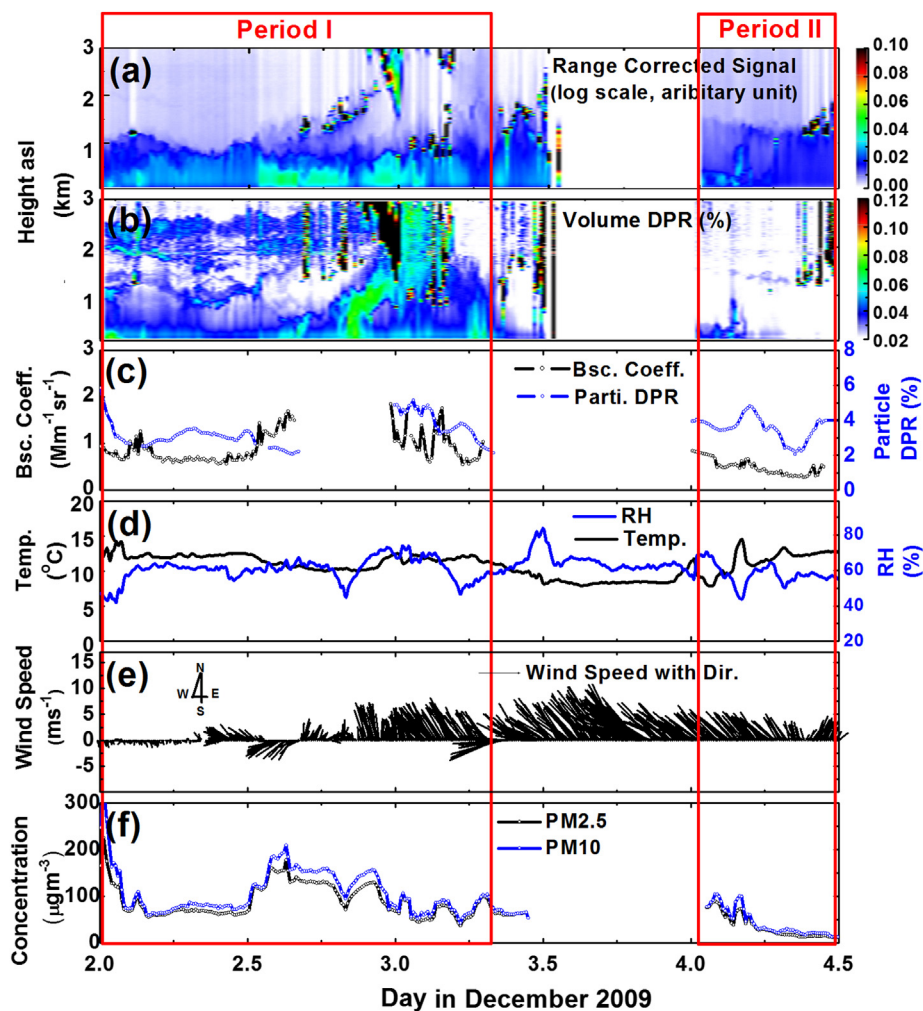 Period I
Period II
(a)
Range Corrected Signal
(log scale, aribitary unit)
3
2
1
0.10
0.08
0.06
0.04
0.02
0.00
Height asl
(km)
(b)
Volume DPR (%)
3
2
1
0.12
0.10
0.08
0.06
0.04
0.02
(c)
Bsc. Coeff.
Parti. DPR
Bsc. Coeff.
(Mm-1sr-1)
3
2
1
0
8
6
4
2
0
Particle
DPR (%)
(d)
RH
Temp.
Temp.
(°C)
20
15
10
5
0
80
60
40
20
RH
(%)
(e)
N
W E
S
Wind Speed with Dir.
Wind Speed
(ms-1)
15
10
5
0
-5
(f)
PM2.5
PM10
Concentration
(µgm-3)
300
200
100
0
2.0 2.5 3.0 3.5 4.0 4.5
Day in December 2009